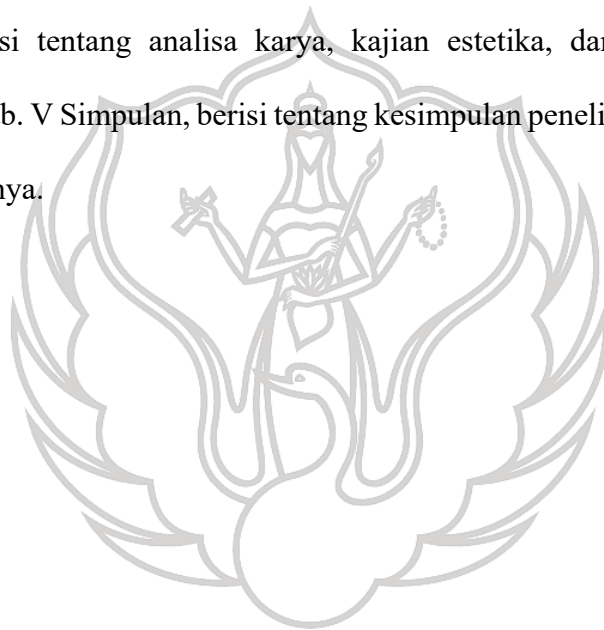 si tentang analisa karya, kajian estetika, dan
b. V Simpulan, berisi tentang kesimpulan peneli
nya.